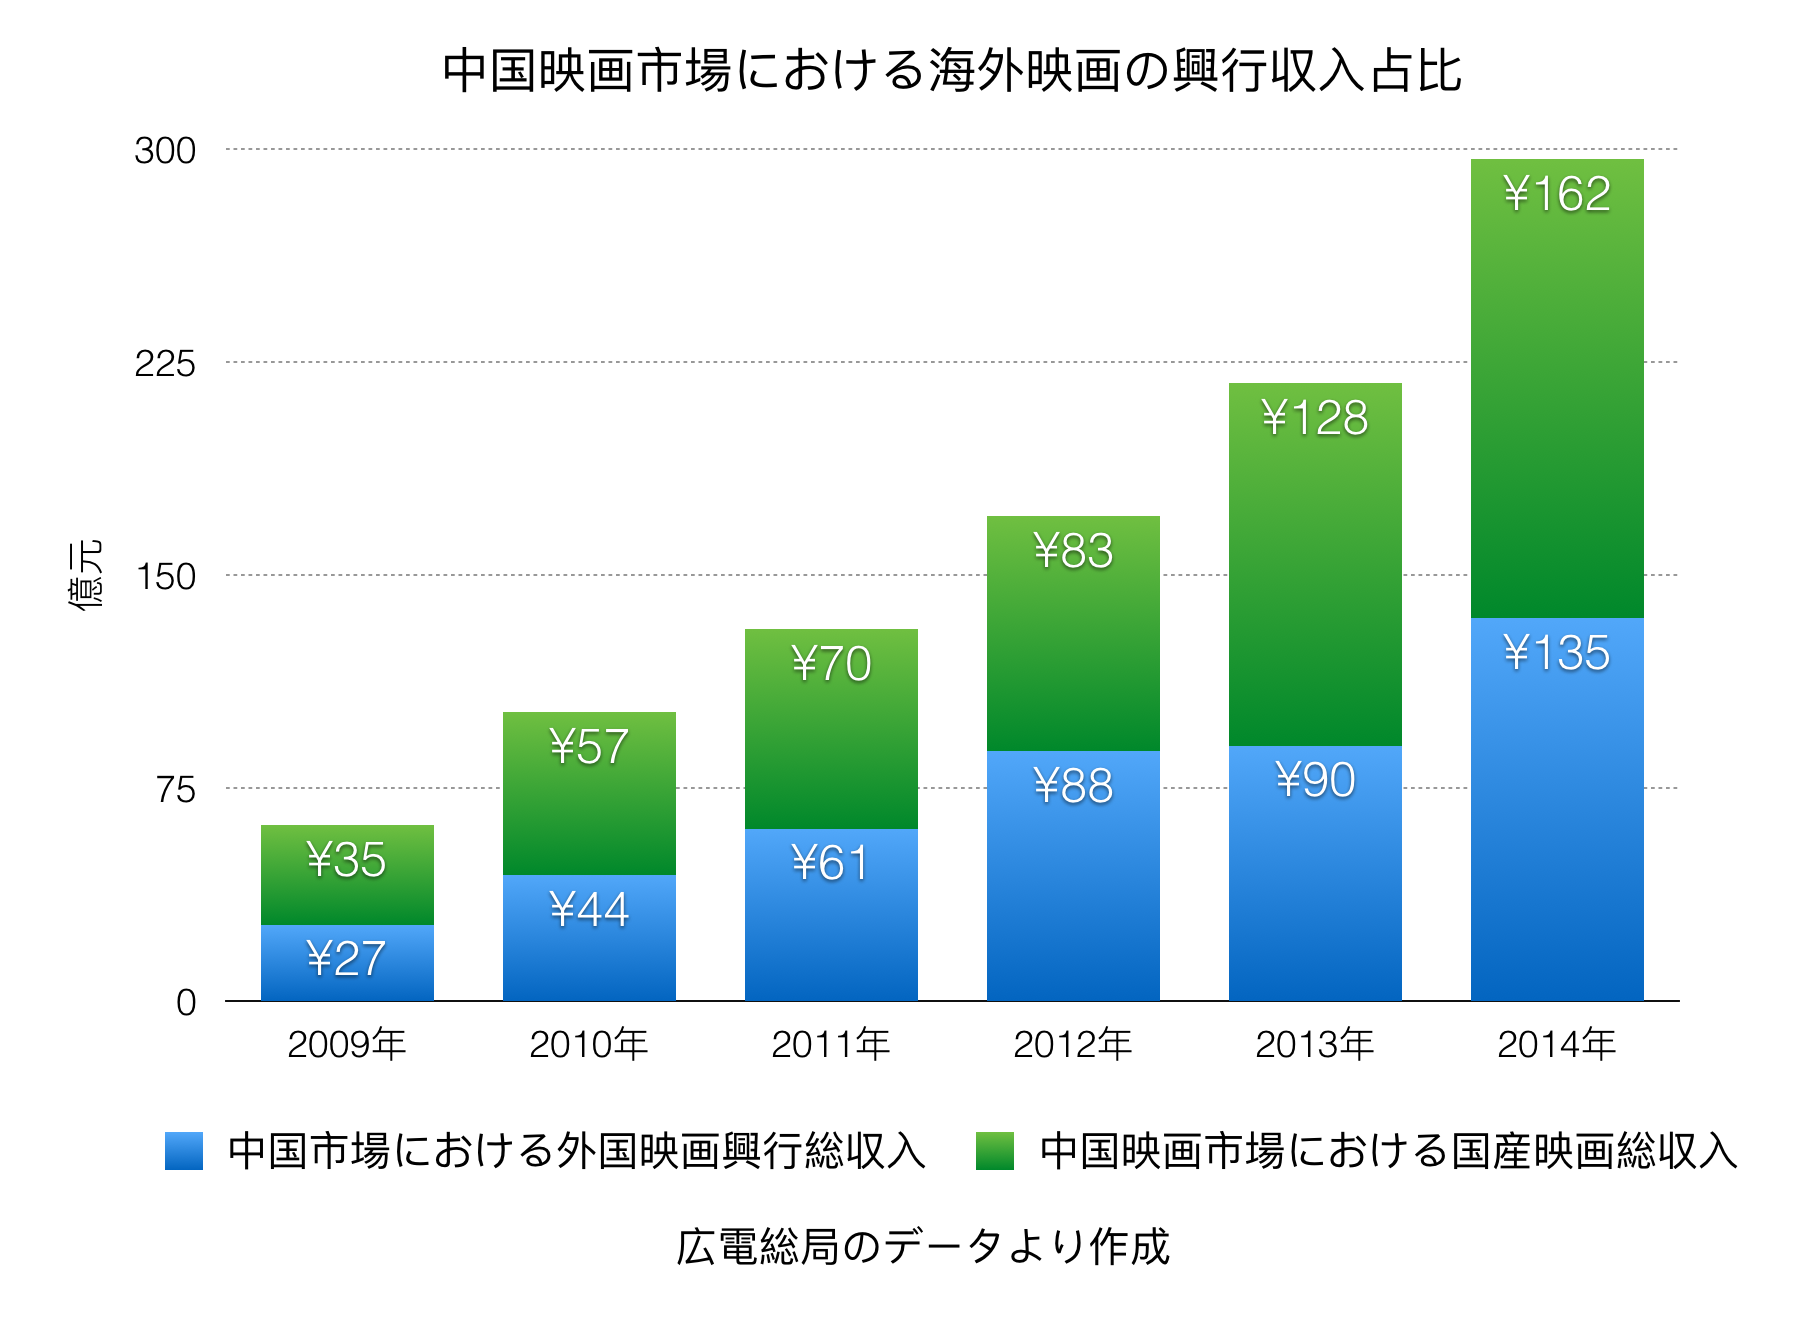 中国映画市場における海外映画の興行収入占比
億元
300
225
150
75
0
¥35
¥27
¥57
¥44
¥70
¥61
¥83
¥88
¥128
¥90
¥162
¥135
2009年
2010年
2011年
2012年
2013年
2014年
中国市場における外国映画興行総収入
中国映画市場における国産映画総収入
広電総局のデータより作成